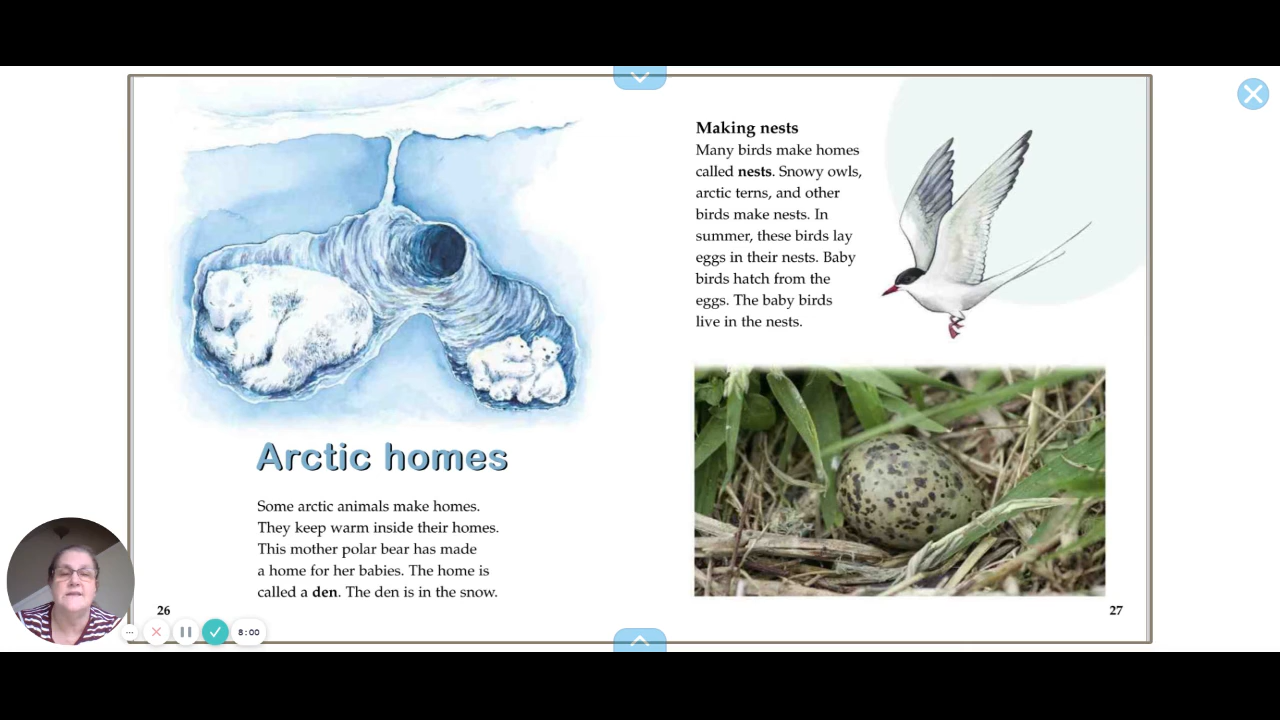 Arctic homes
Some arctic animals make homes.
They keep warm inside their homes.
This mother polar bear has made
a home for her babies. The home is
called a den. The den is in the snow.
26
8:00
Making nests
Many birds make homes
called nests. Snowy owls,
arctic terns, and other
birds make nests. In
summer, these birds lay
eggs in their nests. Baby
birds hatch from the
eggs. The baby birds
live in the nests.
27